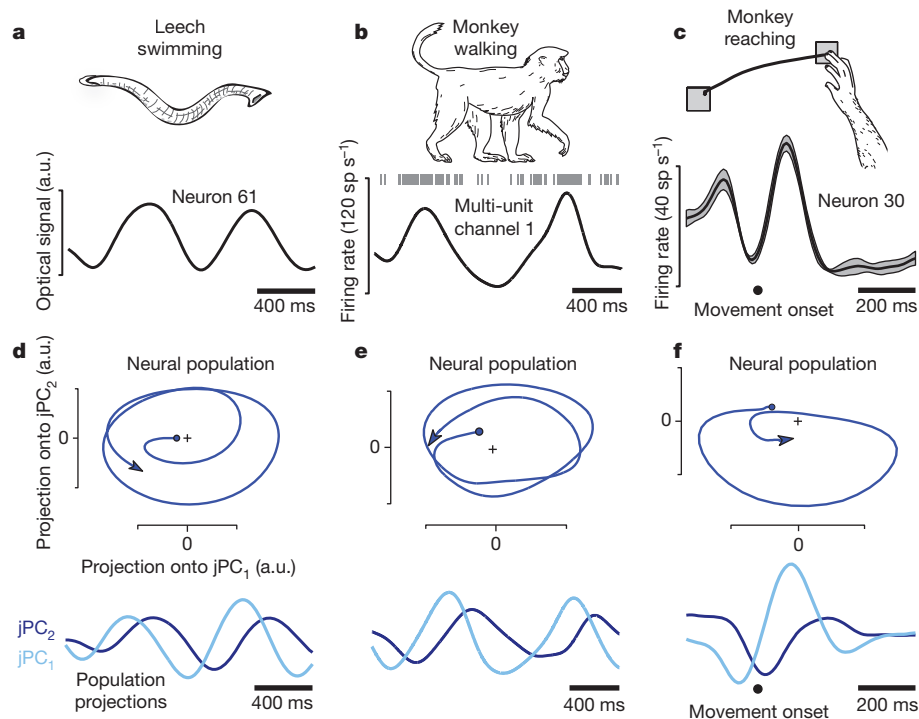 a
Leech
swimming
Optical signal (a.u.)
Neuron 61
400 ms
b
Monkey
walking
Firing rate (120 sp s⁻¹)
Multi-unit
channel 1
400 ms
c
Monkey
reaching
Firing rate (40 sp s⁻¹)
Neuron 30
Movement onset
200 ms
d
Neural population
Projection onto jPC₂ (a.u.)
0
0
Projection onto jPC₁ (a.u.)
jPC₂
jPC₁
Population
projections
400 ms
e
Neural population
0
0
400 ms
f
Neural population
0
0
Movement onset
200 ms